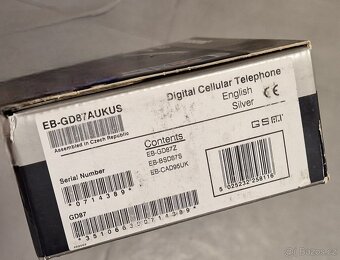 EB-GD87AUKUS
Assembled in Czech Republic
Digital Cellular Telephone
English
Silver
CE
GSM
Serial Number
*0714389*
Contents
EB-GD87Z
EB-BSD87S
EB-CAD95UK
GD87
5 025232 258116